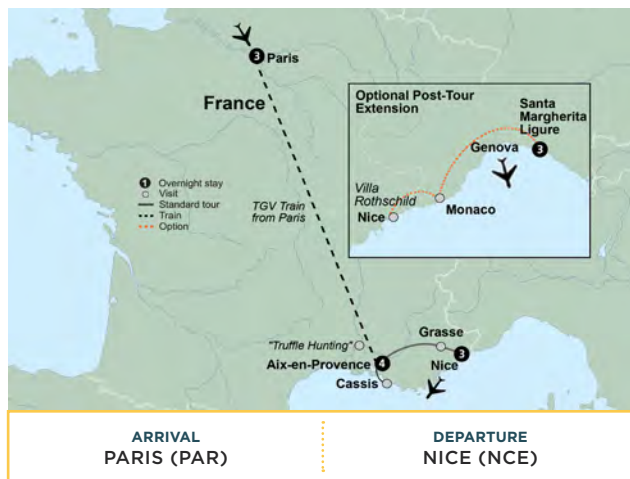 3 Paris
France
Optional Post-Tour
Extension
Santa
Margherita
Ligure
3
Genova
Villa
Rothschild
Nice
Monaco
1 Overnight stay
Visit
Standard tour
Train
Option
TGV Train
from Paris
"Truffle Hunting"
Aix-en-Provence 4
Cassis
Grasse
3
Nice
ARRIVAL
PARIS (PAR)
DEPARTURE
NICE (NCE)